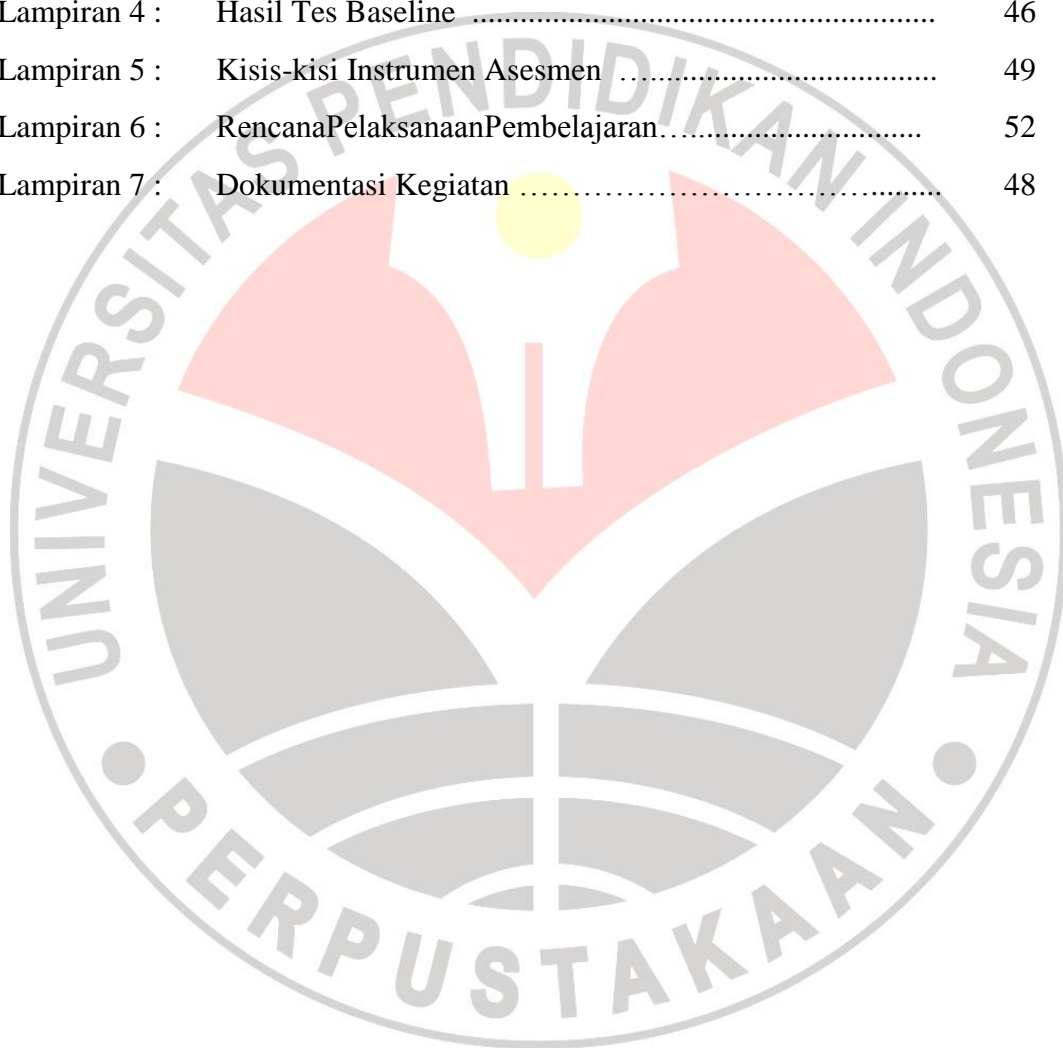 Lampiran 4 : Hasil Tes Baseline ................................................................ 46
Lampiran 5 : Kisis-kisi Instrumen Asesmen …......................................... 49
Lampiran 6 : RencanaPelaksanaanPembelajaran…................................ 52
Lampiran 7 : Dokumentasi Kegiatan ……………………………......... 48
UNIVERSITAS PENDIDIKAN INDONESIA
PERPUSTAKAAN